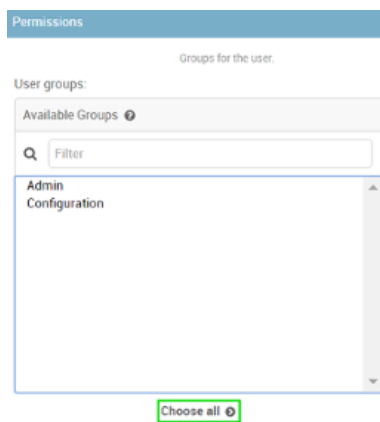 Permissions
Groups for the user.
User groups:
Available Groups
Filter
Admin
Configuration
Choose all